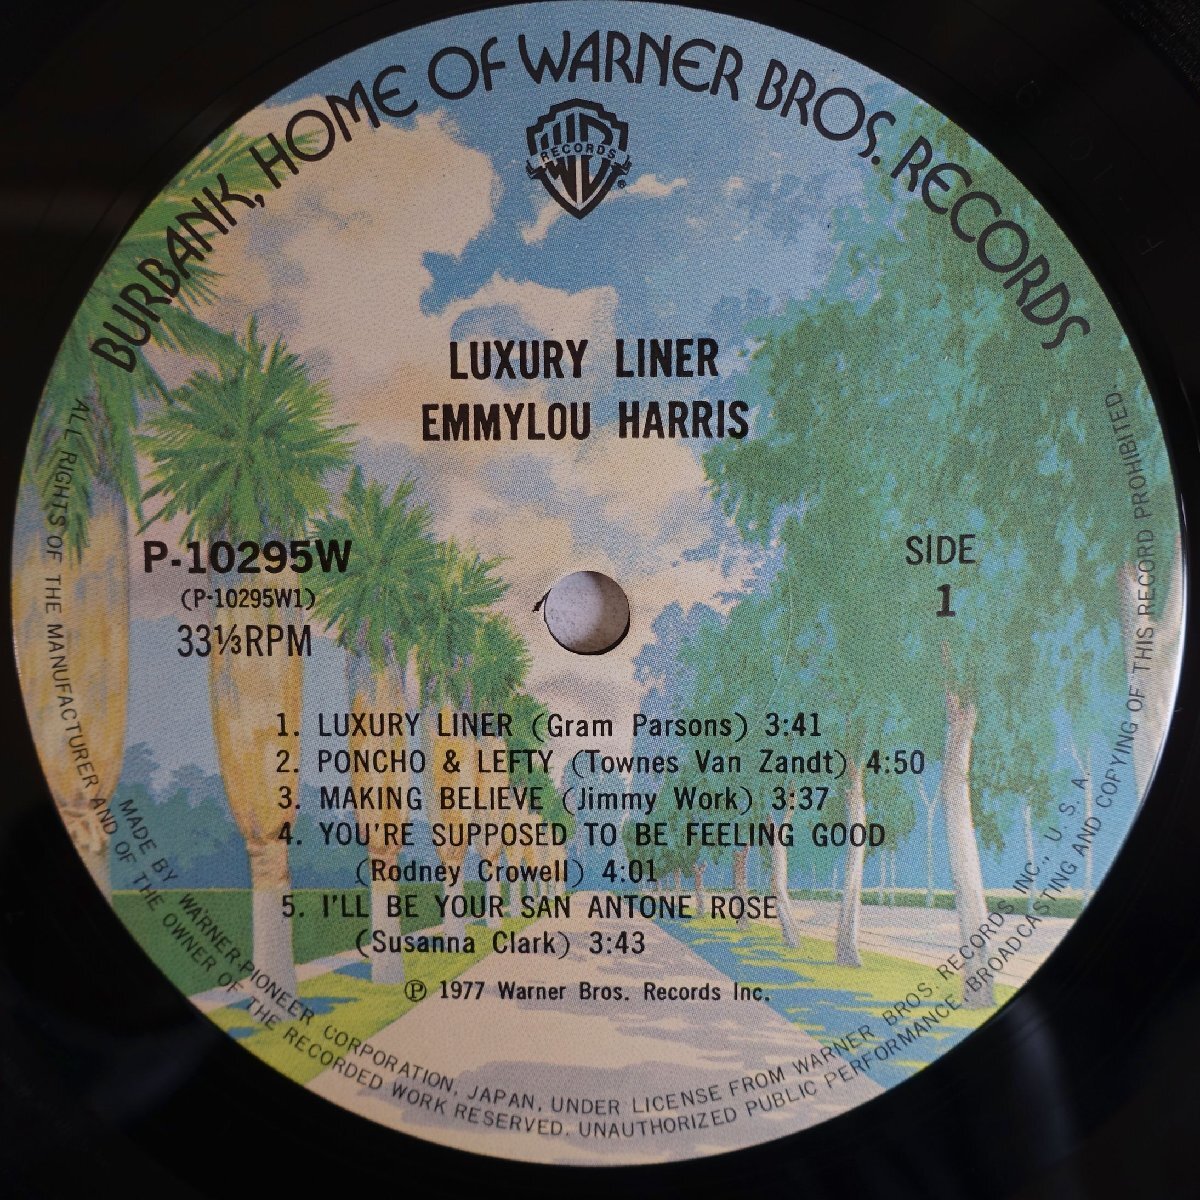 BURBANK, HOME OF WARNER BROS. RECORDS
WB
RECORDS
®
LUXURY LINER
EMMYLOU HARRIS
P-10295W
(P-10295W1)
33⅓RPM
SIDE
1
1. LUXURY LINER (Gram Parsons) 3:41
2. PONCHO & LEFTY (Townes Van Zandt) 4:50
3. MAKING BELIEVE (Jimmy Work) 3:37
4. YOU'RE SUPPOSED TO BE FEELING GOOD
(Rodney Crowell) 4:01
5. I'LL BE YOUR SAN ANTONE ROSE
(Susanna Clark) 3:43
℗ 1977 Warner Bros. Records Inc.
MADE BY WARNER-PIONEER CORPORATION, JAPAN, UNDER LICENSE FROM WARNER BROS. RECORDS INC., U. S. A.
ALL RIGHTS OF THE MANUFACTURER AND OF THE OWNER OF THE RECORDED WORK RESERVED. UNAUTHORIZED PUBLIC PERFORMANCE, BROADCASTING AND COPYING OF THIS RECORD PROHIBITED.